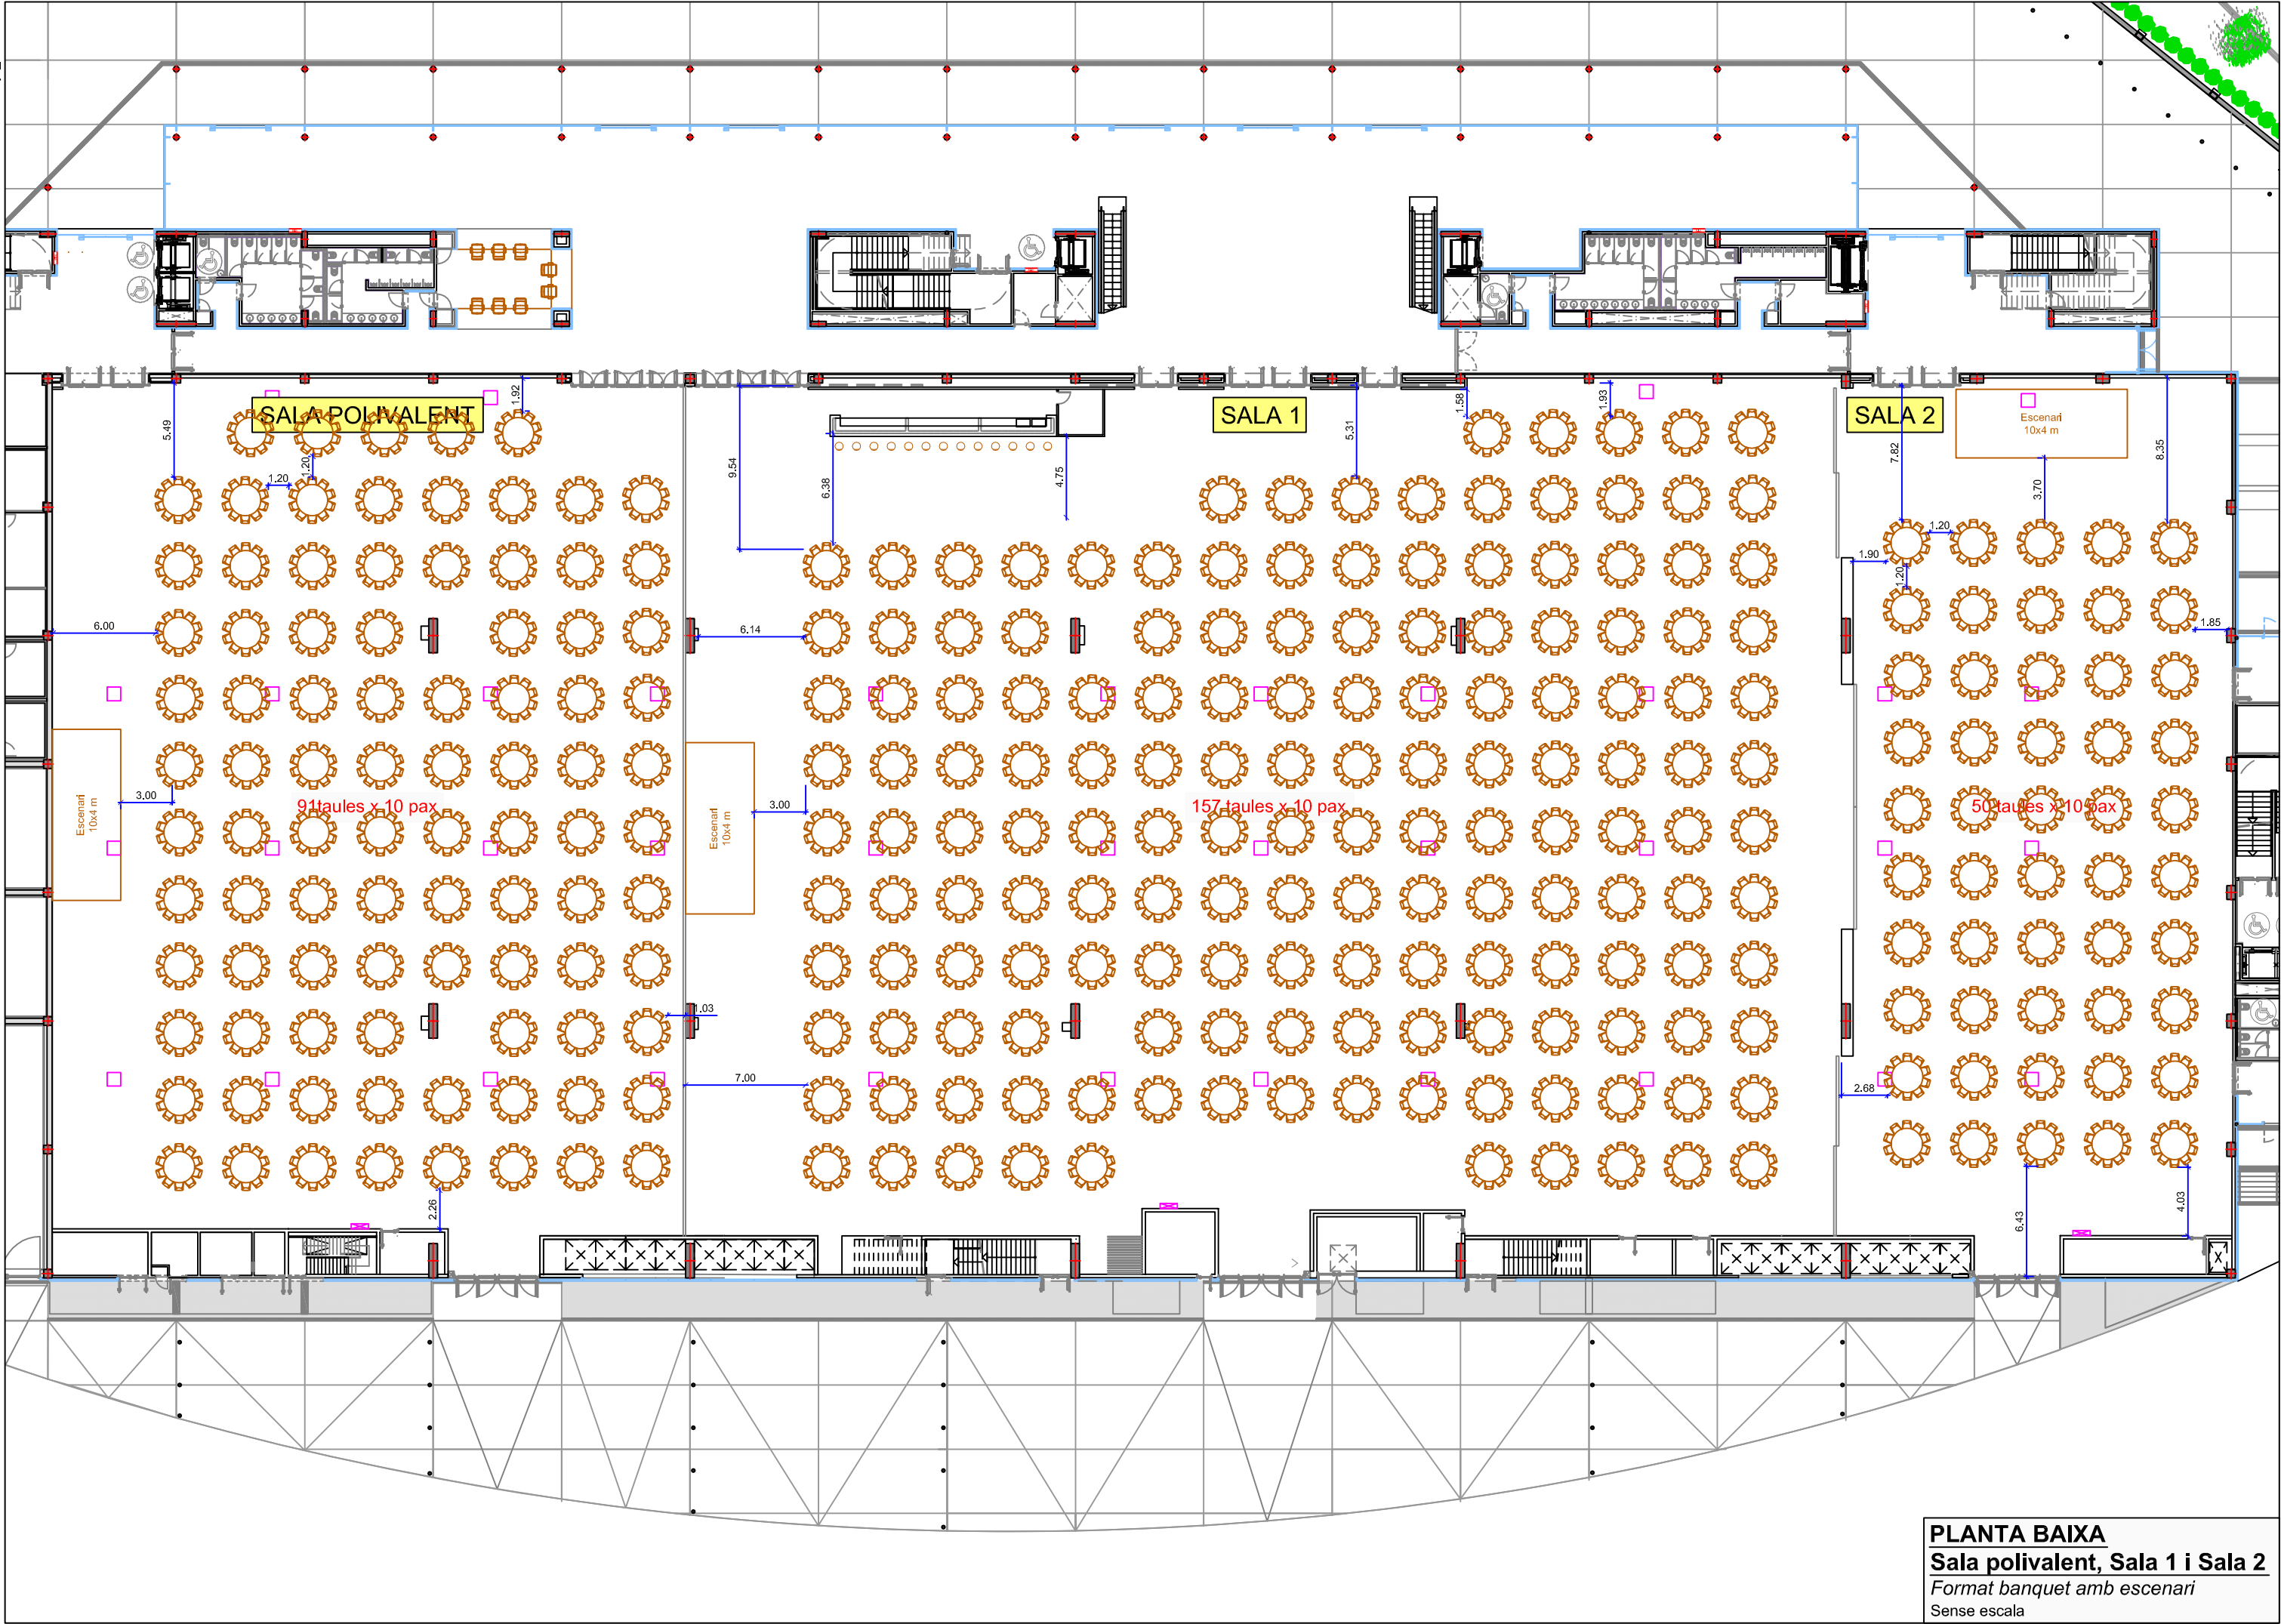 SALA POLIVALENT
SALA 1
SALA 2
Escenari
10x4 m
1.92
5.49
1.20
1.20
9.54
6.38
4.75
5.31
1.58
1.93
7.82
3.70
8.35
1.20
1.90
1.20
1.85
6.00
6.14
Escenari
10x4 m
3.00
91taules x 10 pax
Escenari
10x4 m
3.00
157 taules x 10 pax
50 taules x 10 pax
1.03
7.00
2.68
2.26
6.43
4.03
PLANTA BAIXA
Sala polivalent, Sala 1 i Sala 2
Format banquet amb escenari
Sense escala